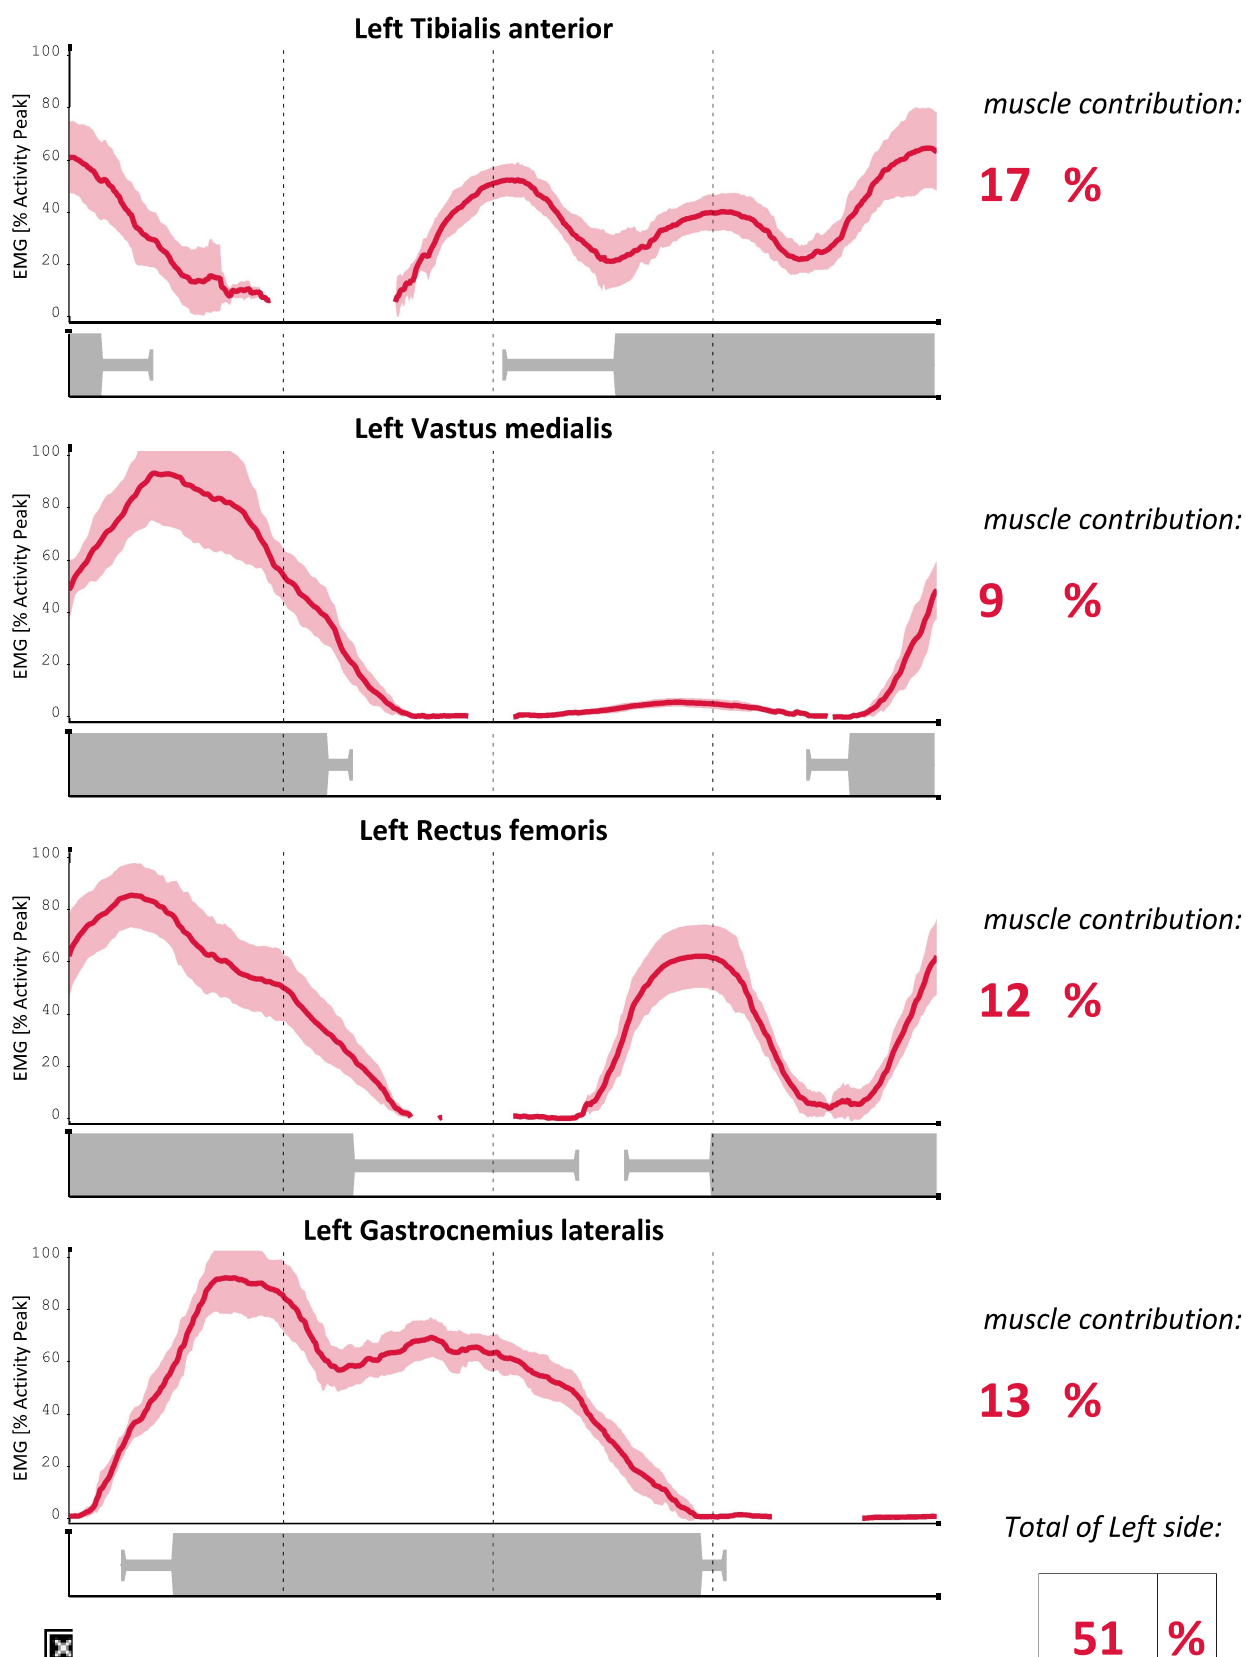 Left Tibialis anterior
EMG [% Activity Peak]
100
80
60
40
20
0
muscle contribution:
17 %
Left Vastus medialis
EMG [% Activity Peak]
100
80
60
40
20
0
muscle contribution:
9 %
Left Rectus femoris
EMG [% Activity Peak]
100
80
60
40
20
0
muscle contribution:
12 %
Left Gastrocnemius lateralis
EMG [% Activity Peak]
100
80
60
40
20
0
muscle contribution:
13 %
Total of Left side:
51 %